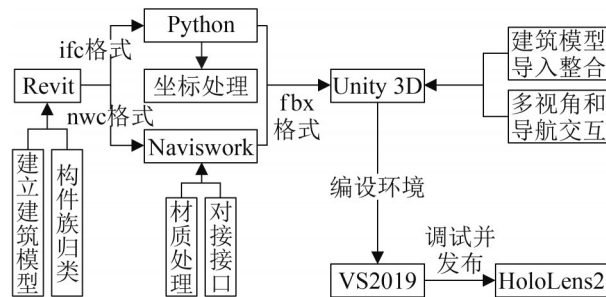 ifc格式
Python
建筑模型
导入整合
Revit
坐标处理
Unity 3D
nwc格式
fbx
格式
多视角和
导航交互
Naviswork
建立建筑模型
构件族归类
材质处理
对接接口
编设环境
调试并
发布
VS2019
HoloLens2